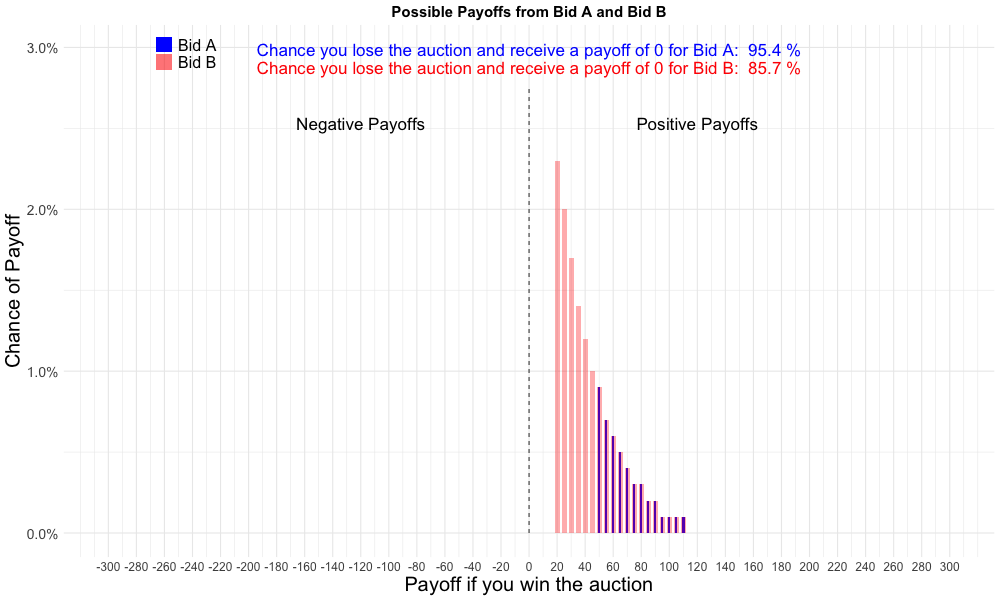 Possible Payoffs from Bid A and Bid B
Bid A
Bid B
Chance you lose the auction and receive a payoff of 0 for Bid A:  95.4 %
Chance you lose the auction and receive a payoff of 0 for Bid B:  85.7 %
Negative Payoffs
Positive Payoffs
Chance of Payoff
3.0%
2.0%
1.0%
0.0%
-300 -280 -260 -240 -220 -200 -180 -160 -140 -120 -100 -80 -60 -40 -20 0 20 40 60 80 100 120 140 160 180 200 220 240 260 280 300
Payoff if you win the auction